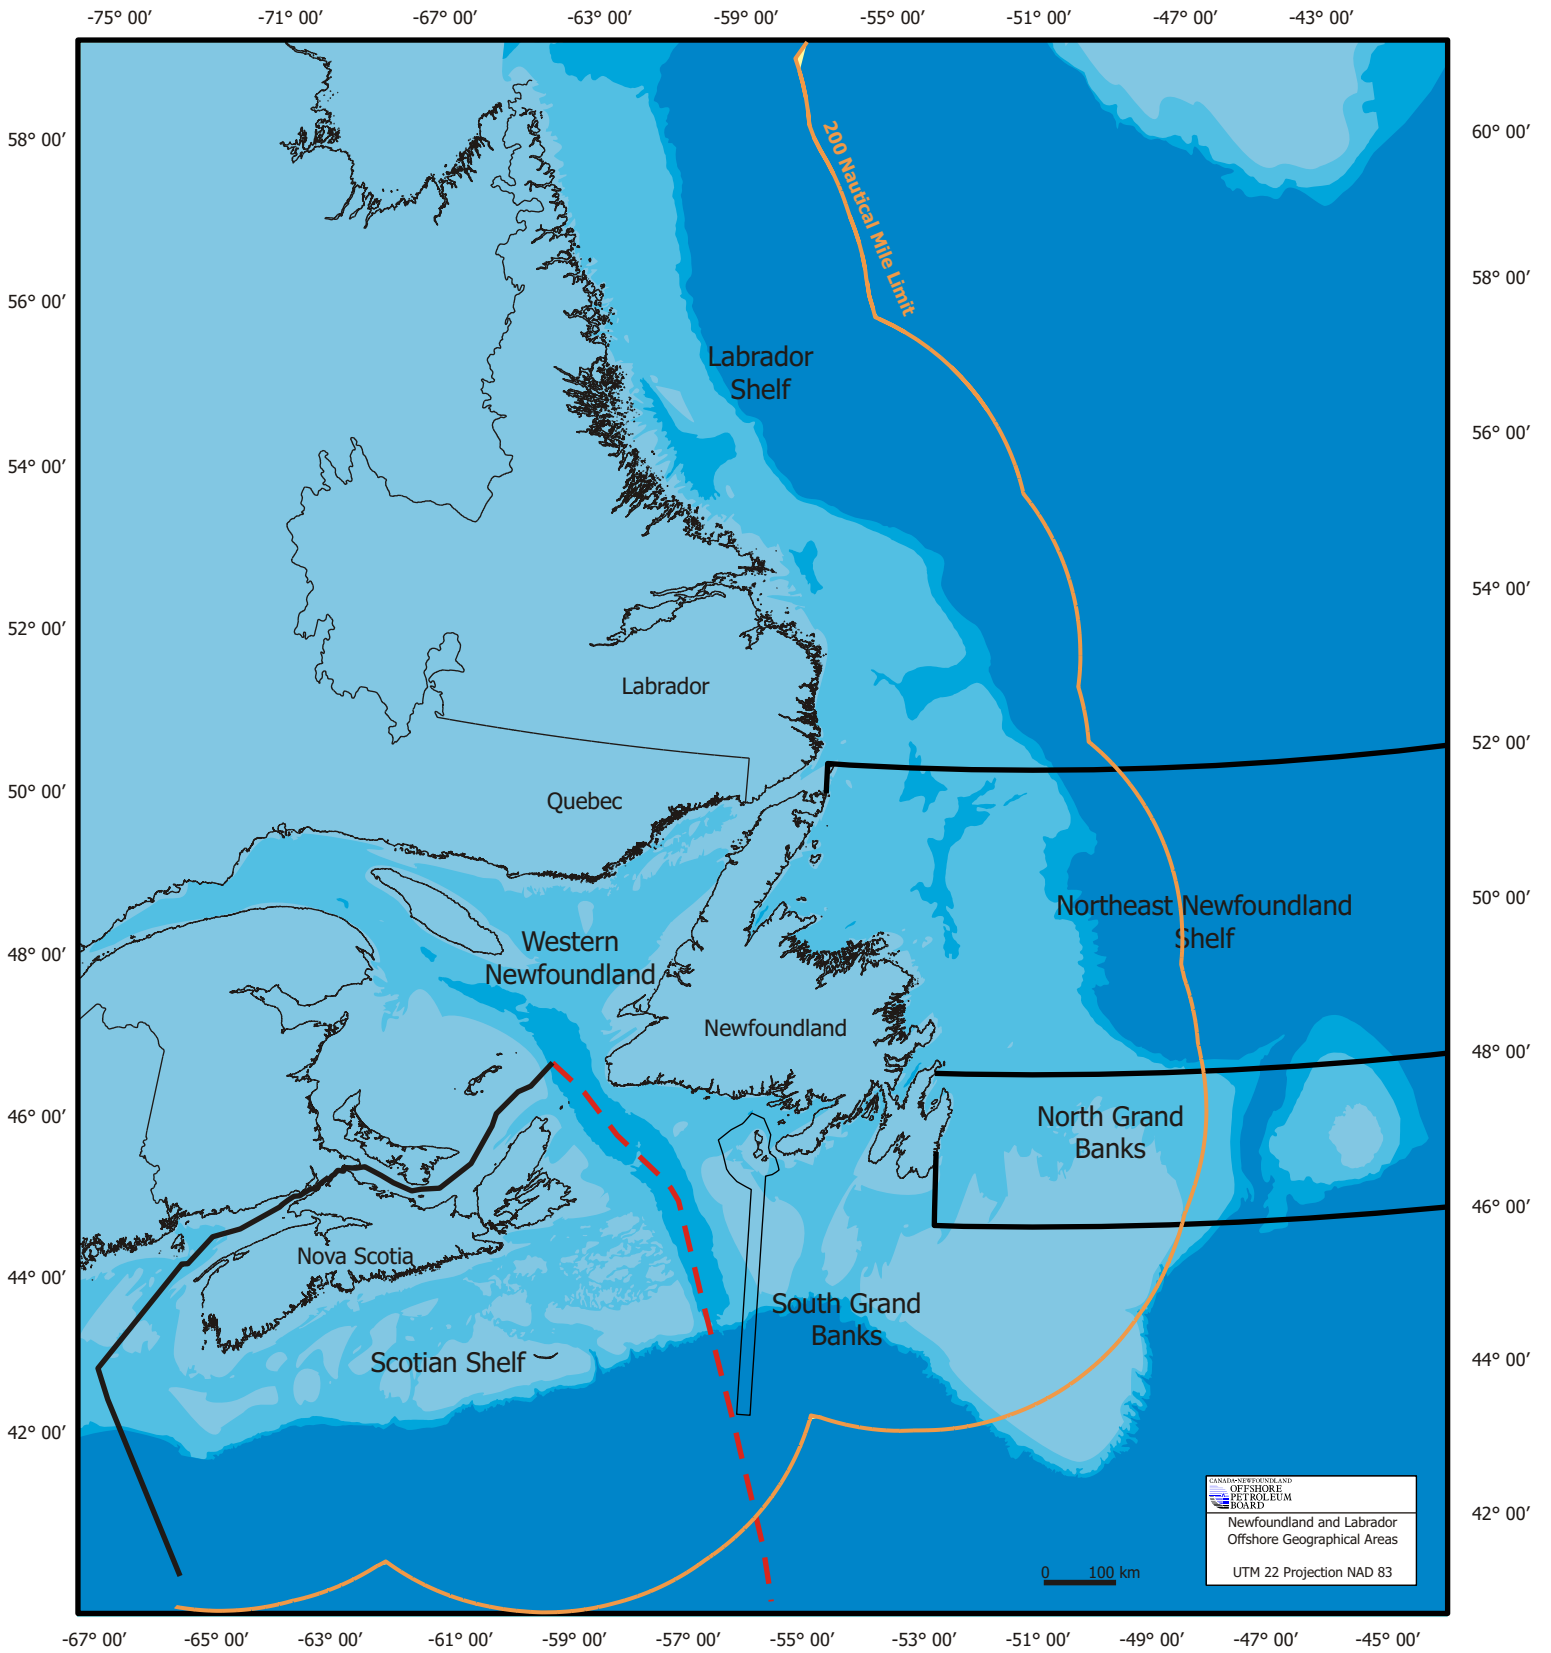 -75° 00′ -71° 00′ -67° 00′ -63° 00′ -59° 00′ -55° 00′ -51° 00′ -47° 00′ -43° 00′
58° 00′
60° 00′
200 Nautical Mile Limit
58° 00′
56° 00′
Labrador
Shelf
56° 00′
54° 00′
54° 00′
52° 00′
Labrador
52° 00′
50° 00′
Quebec
50° 00′
Northeast Newfoundland
Shelf
48° 00′
Western
Newfoundland
Newfoundland
48° 00′
46° 00′
North Grand
Banks
46° 00′
Nova Scotia
44° 00′
South Grand
Banks
44° 00′
Scotian Shelf
42° 00′
CANADA-NEWFOUNDLAND
OFFSHORE
PETROLEUM
BOARD
42° 00′
Newfoundland and Labrador
Offshore Geographical Areas
UTM 22 Projection NAD 83
0 100 km
-67° 00′ -65° 00′ -63° 00′ -61° 00′ -59° 00′ -57° 00′ -55° 00′ -53° 00′ -51° 00′ -49° 00′ -47° 00′ -45° 00′